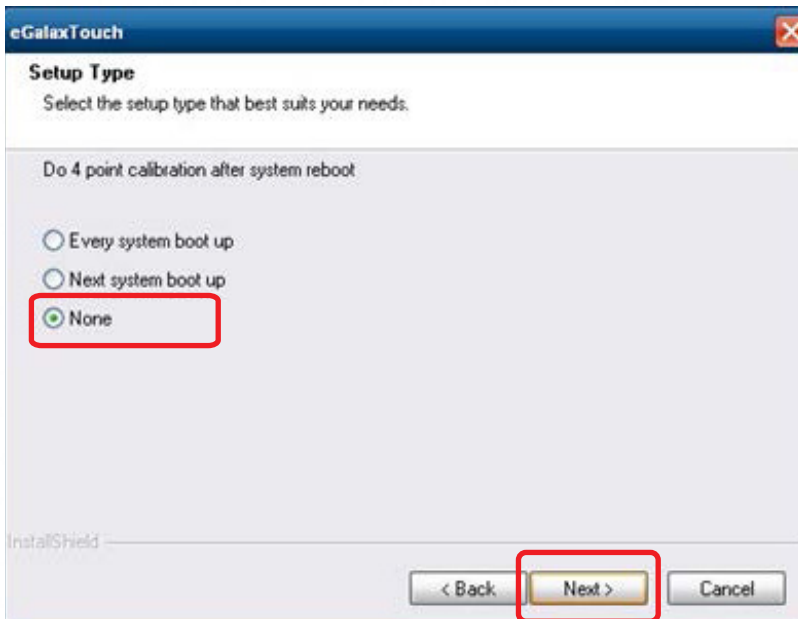 eGalaxTouch
Setup Type
Select the setup type that best suits your needs.
Do 4 point calibration after system reboot
Every system boot up
Next system boot up
None
InstallShield
< Back
Next >
Cancel